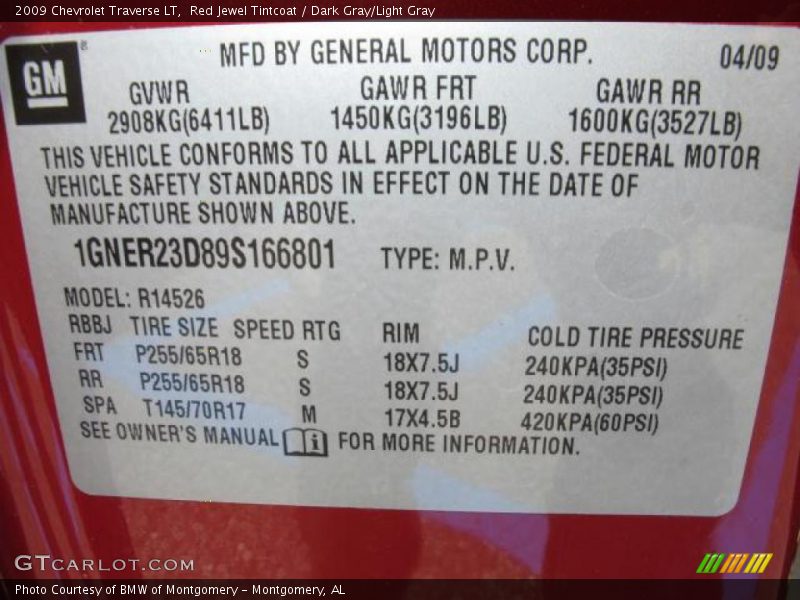 2009 Chevrolet Traverse LT, Red Jewel Tintcoat / Dark Gray/Light Gray
GM ® MFD BY GENERAL MOTORS CORP. 04/09
GVWR GAWR FRT GAWR RR
2908KG(6411LB) 1450KG(3196LB) 1600KG(3527LB)
THIS VEHICLE CONFORMS TO ALL APPLICABLE U.S. FEDERAL MOTOR
VEHICLE SAFETY STANDARDS IN EFFECT ON THE DATE OF
MANUFACTURE SHOWN ABOVE.
1GNER23D89S166801 TYPE: M.P.V.
MODEL: R14526
RBBJ TIRE SIZE SPEED RTG RIM COLD TIRE PRESSURE
FRT P255/65R18 S 18X7.5J 240KPA(35PSI)
RR P255/65R18 S 18X7.5J 240KPA(35PSI)
SPA T145/70R17 M 17X4.5B 420KPA(60PSI)
SEE OWNER'S MANUAL i FOR MORE INFORMATION.
GTCARLOT.COM
Photo Courtesy of BMW of Montgomery - Montgomery, AL